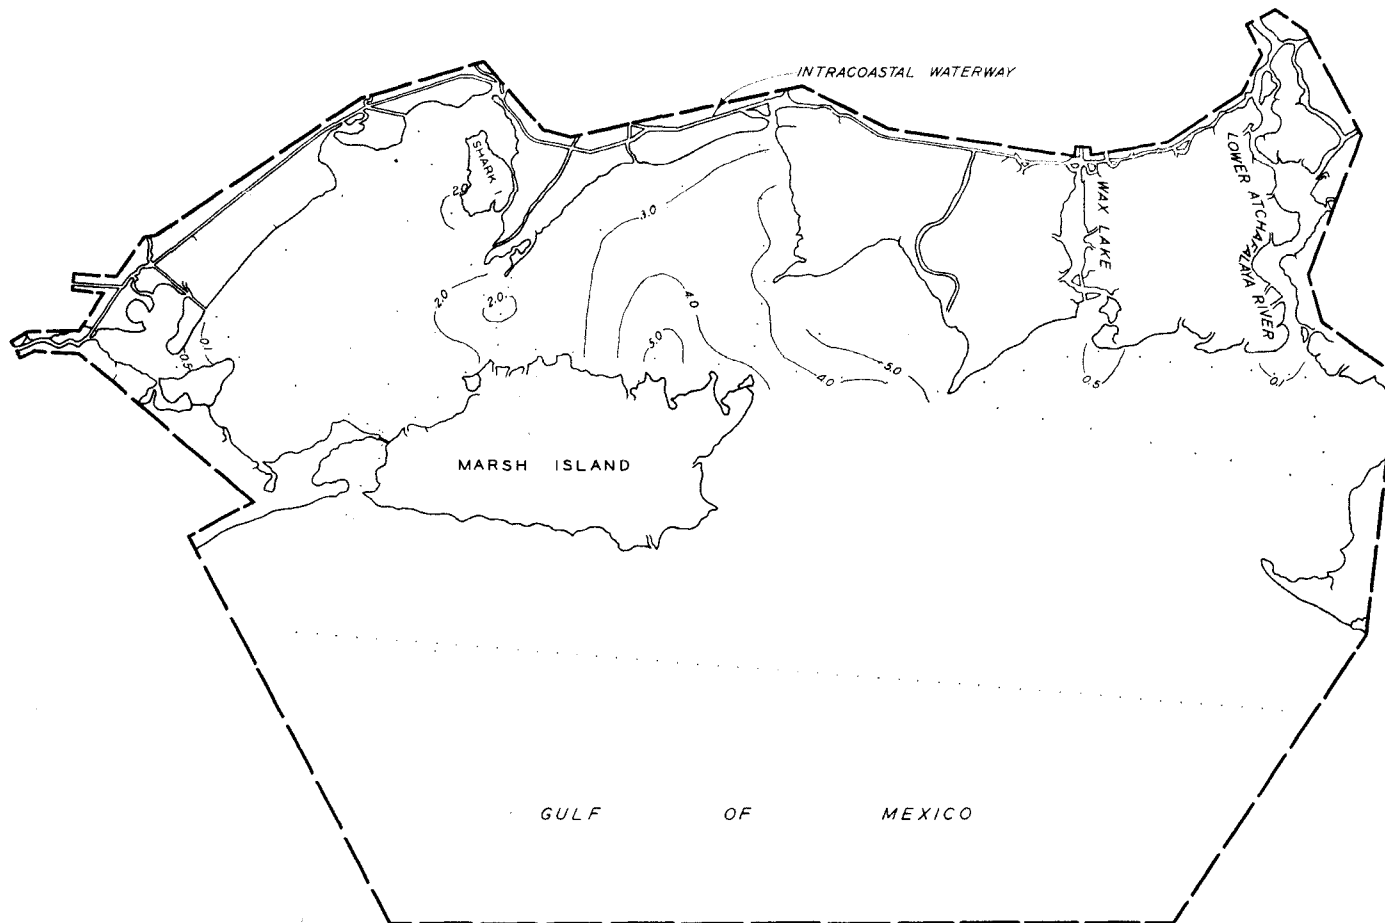 INTRACOASTAL WATERWAY
SHARK I.
2.0
3.0
WAX LAKE
LOWER ATCHAFALAYA RIVER
2.0
2.0
4.0
5.0
0.1
0.5
4.0
5.0
0.5
0.1
MARSH ISLAND
GULF OF MEXICO